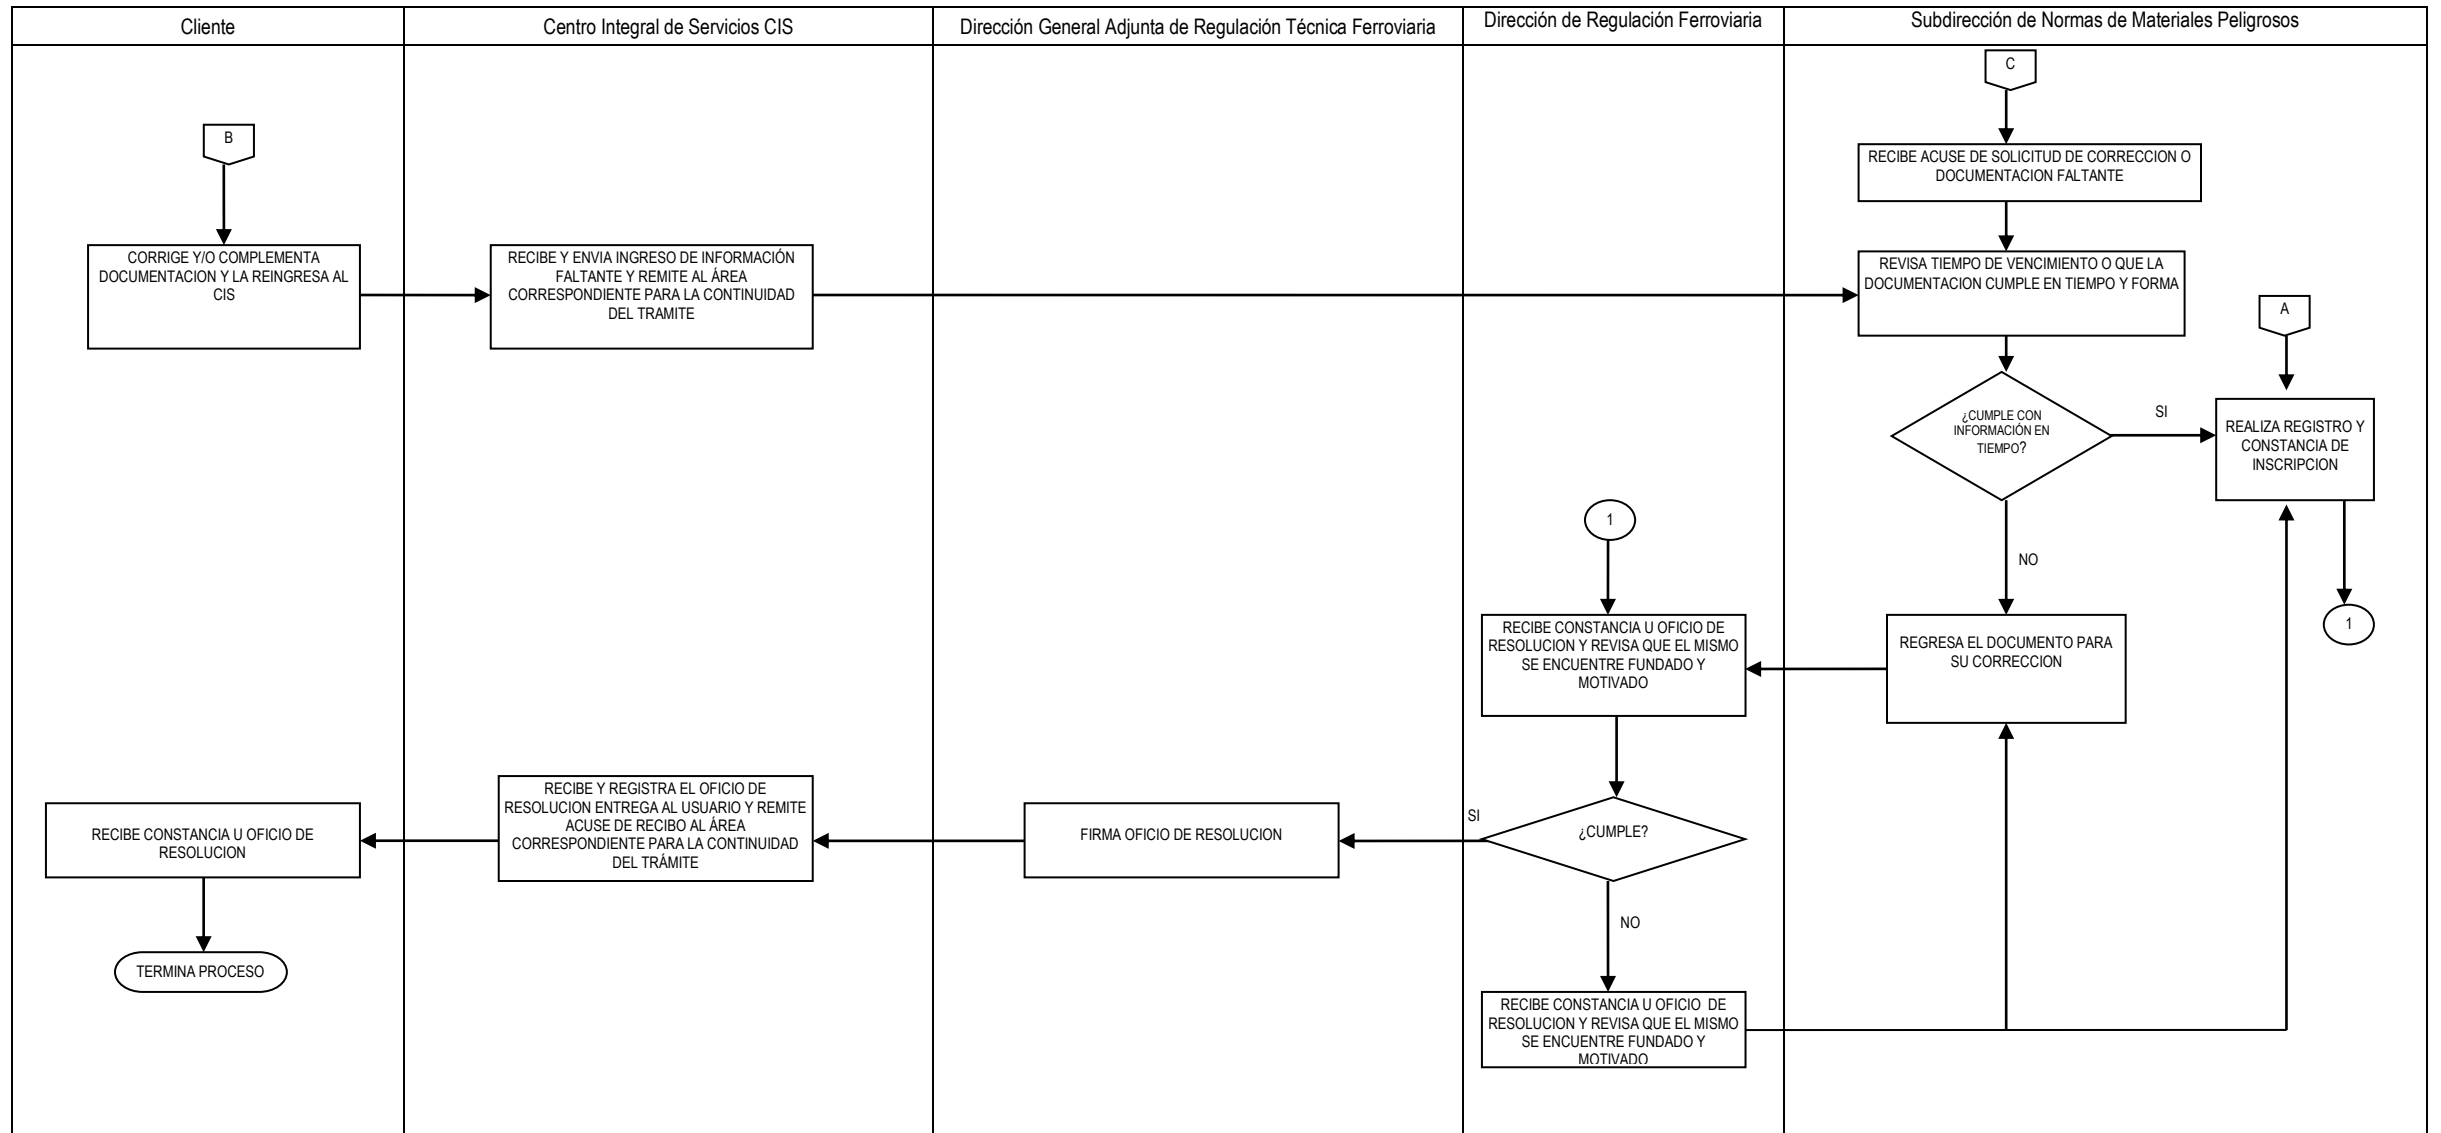 Cliente
Centro Integral de Servicios CIS
Dirección General Adjunta de Regulación Técnica Ferroviaria
Dirección de Regulación Ferroviaria
Subdirección de Normas de Materiales Peligrosos
C
B
RECIBE ACUSE DE SOLICITUD DE CORRECCION O
DOCUMENTACION FALTANTE
CORRIGE Y/O COMPLEMENTA
DOCUMENTACION Y LA REINGRESA AL
CIS
RECIBE Y ENVIA INGRESO DE INFORMACIÓN
FALTANTE Y REMITE AL ÁREA
CORRESPONDIENTE PARA LA CONTINUIDAD
DEL TRAMITE
REVISA TIEMPO DE VENCIMIENTO O QUE LA
DOCUMENTACION CUMPLE EN TIEMPO Y FORMA
A
¿CUMPLE CON
INFORMACIÓN EN
TIEMPO?
SI
REALIZA REGISTRO Y
CONSTANCIA DE
INSCRIPCION
1
NO
RECIBE CONSTANCIA U OFICIO DE
RESOLUCION Y REVISA QUE EL MISMO
SE ENCUENTRE FUNDADO Y
MOTIVADO
REGRESA EL DOCUMENTO PARA
SU CORRECCION
1
RECIBE CONSTANCIA U OFICIO DE
RESOLUCION
RECIBE Y REGISTRA EL OFICIO DE
RESOLUCION ENTREGA AL USUARIO Y REMITE
ACUSE DE RECIBO AL ÁREA
CORRESPONDIENTE PARA LA CONTINUIDAD
DEL TRÁMITE
FIRMA OFICIO DE RESOLUCION
SI
¿CUMPLE?
NO
TERMINA PROCESO
RECIBE CONSTANCIA U OFICIO  DE
RESOLUCION Y REVISA QUE EL MISMO
SE ENCUENTRE FUNDADO Y
MOTIVADO